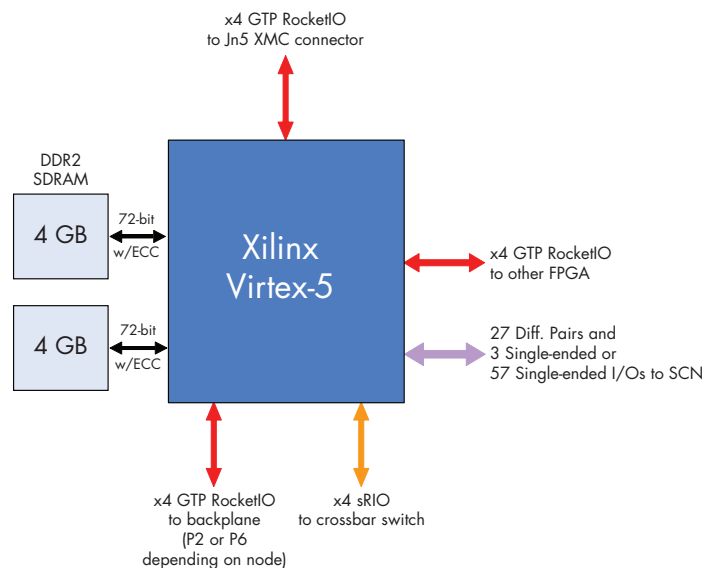 x4 GTP RocketIO
to Jn5 XMC connector
DDR2
SDRAM
4 GB
72-bit
w/ECC
Xilinx
Virtex-5
x4 GTP RocketIO
to other FPGA
4 GB
72-bit
w/ECC
27 Diff. Pairs and
3 Single-ended or
57 Single-ended I/Os to SCN
x4 GTP RocketIO
to backplane
(P2 or P6
depending on node)
x4 sRIO
to crossbar switch